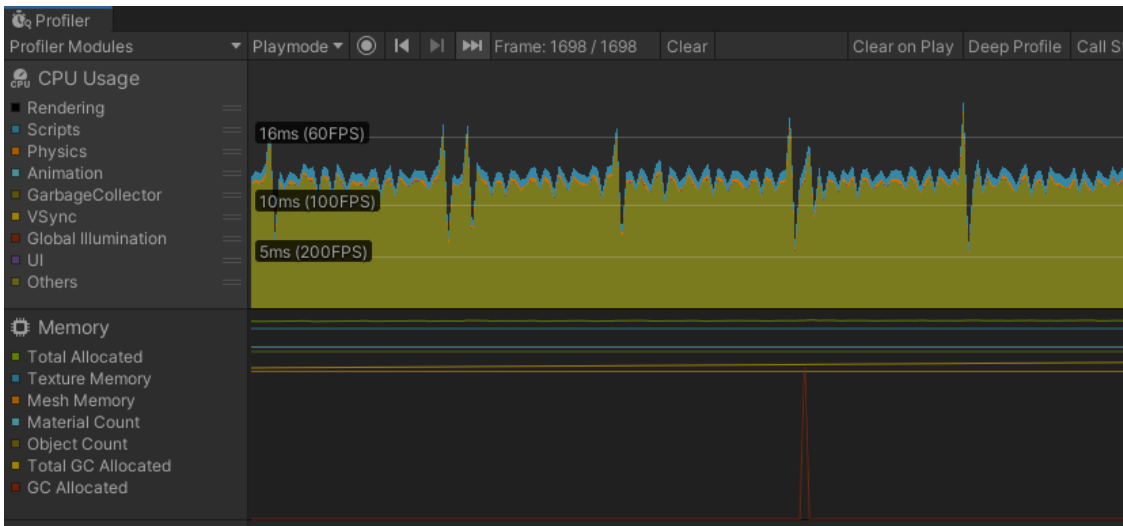 Profiler
Profiler Modules Playmode Frame: 1698 / 1698 Clear Clear on Play Deep Profile Call S
CPU Usage
CPU
Rendering
Scripts
Physics
Animation
GarbageCollector
VSync
Global Illumination
UI
Others
16ms (60FPS)
10ms (100FPS)
5ms (200FPS)
Memory
Total Allocated
Texture Memory
Mesh Memory
Material Count
Object Count
Total GC Allocated
GC Allocated